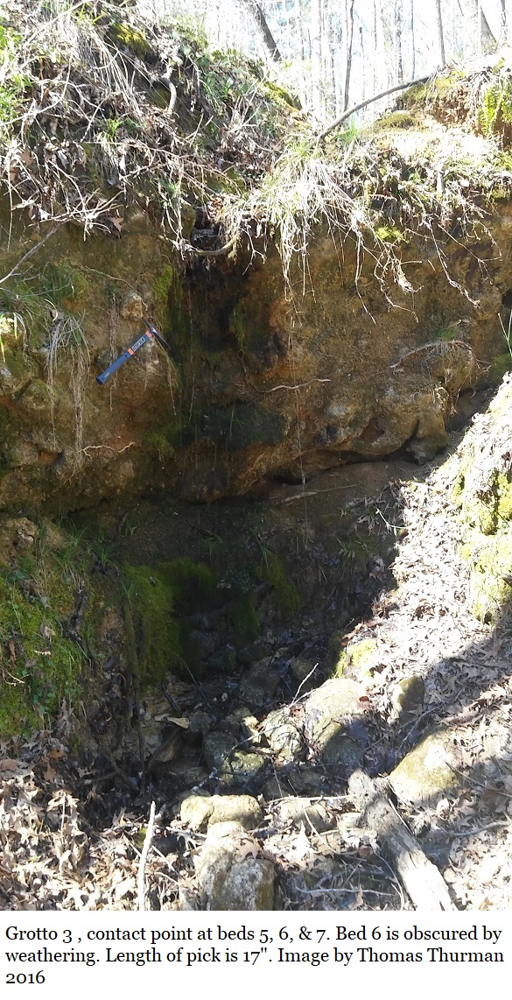 Grotto 3 , contact point at beds 5, 6, & 7. Bed 6 is obscured by
weathering. Length of pick is 17". Image by Thomas Thurman
2016